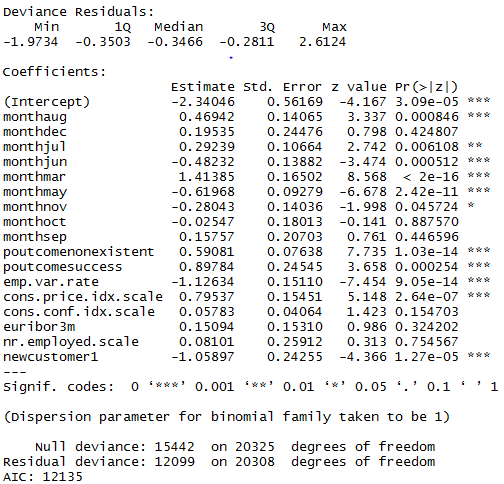 Deviance Residuals:
    Min       1Q   Median       3Q      Max
-1.9734  -0.3503  -0.3466  -0.2811   2.6124

Coefficients:
                    Estimate Std. Error z value Pr(>|z|)
(Intercept)         -2.34046    0.56169  -4.167 3.09e-05 ***
monthaug             0.46942    0.14065   3.337 0.000846 ***
monthdec             0.19535    0.24476   0.798 0.424807
monthjul             0.29239    0.10664   2.742 0.006108 **
monthjun            -0.48232    0.13882  -3.474 0.000512 ***
monthmar             1.41385    0.16502   8.568  < 2e-16 ***
monthmay            -0.61968    0.09279  -6.678 2.42e-11 ***
monthnov            -0.28043    0.14036  -1.998 0.045724 *
monthoct            -0.02547    0.18013  -0.141 0.887570
monthsep             0.15757    0.20703   0.761 0.446596
poutcomenonexistent  0.59081    0.07638   7.735 1.03e-14 ***
poutcomesuccess      0.89784    0.24545   3.658 0.000254 ***
emp.var.rate        -1.12634    0.15110  -7.454 9.05e-14 ***
cons.price.idx.scale 0.79537    0.15451   5.148 2.64e-07 ***
cons.conf.idx.scale  0.05783    0.04064   1.423 0.154703
euribor3m            0.15094    0.15310   0.986 0.324202
nr.employed.scale    0.08101    0.25912   0.313 0.754567
newcustomer1        -1.05897    0.24255  -4.366 1.27e-05 ***
---
Signif. codes:  0 ‘***’ 0.001 ‘**’ 0.01 ‘*’ 0.05 ‘.’ 0.1 ‘ ’ 1

(Dispersion parameter for binomial family taken to be 1)

    Null deviance: 15442  on 20325  degrees of freedom
Residual deviance: 12099  on 20308  degrees of freedom
AIC: 12135